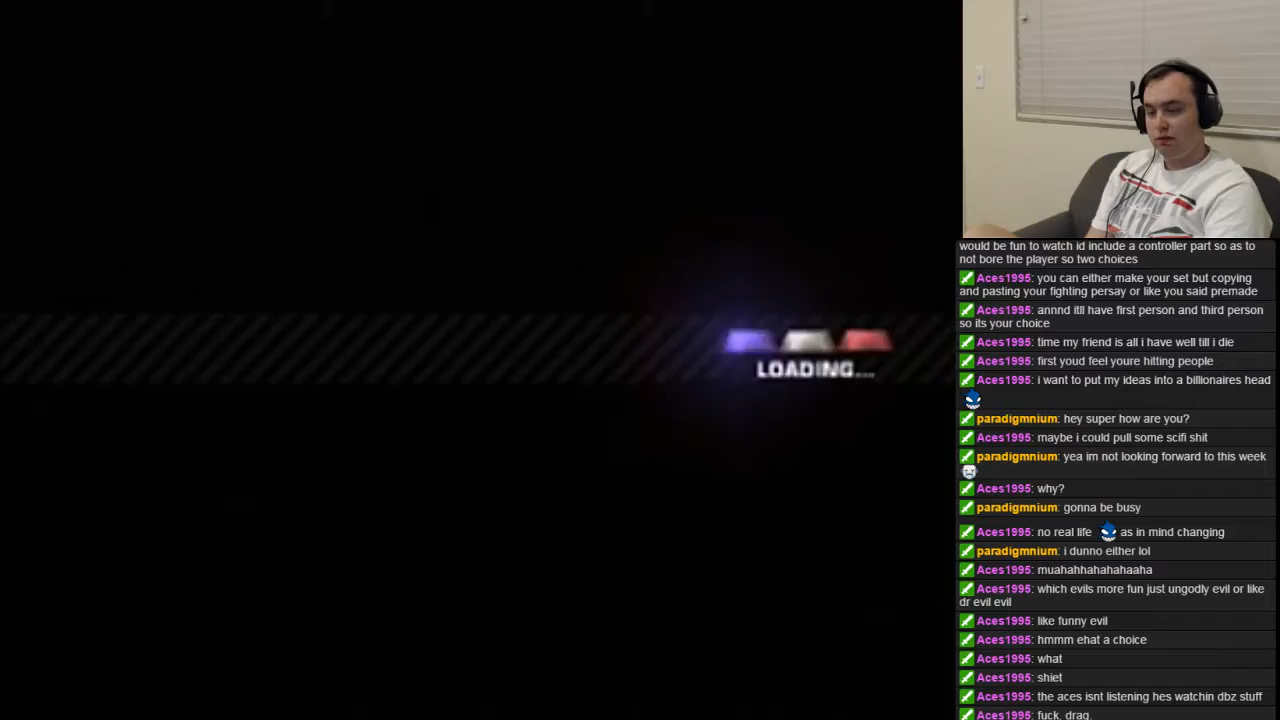 LOADING...
would be fun to watch id include a controller part so as to
not bore the player so two choices
Aces1995: you can either make your set but copying
and pasting your fighting persay or like you said premade
Aces1995: annnd itll have first person and third person
so its your choice
Aces1995: time my friend is all i have well till i die
Aces1995: first youd feel youre hitting people
Aces1995: i want to put my ideas into a billionaires head
paradigmnium: hey super how are you?
Aces1995: maybe i could pull some scifi shit
paradigmnium: yea im not looking forward to this week
Aces1995: why?
paradigmnium: gonna be busy
Aces1995: no real life as in mind changing
paradigmnium: i dunno either lol
Aces1995: muahahhahahahaaha
Aces1995: which evils more fun just ungodly evil or like
dr evil evil
Aces1995: like funny evil
Aces1995: hmmm ehat a choice
Aces1995: what
Aces1995: shiet
Aces1995: the aces isnt listening hes watchin dbz stuff
Aces1995: fuck. drag.